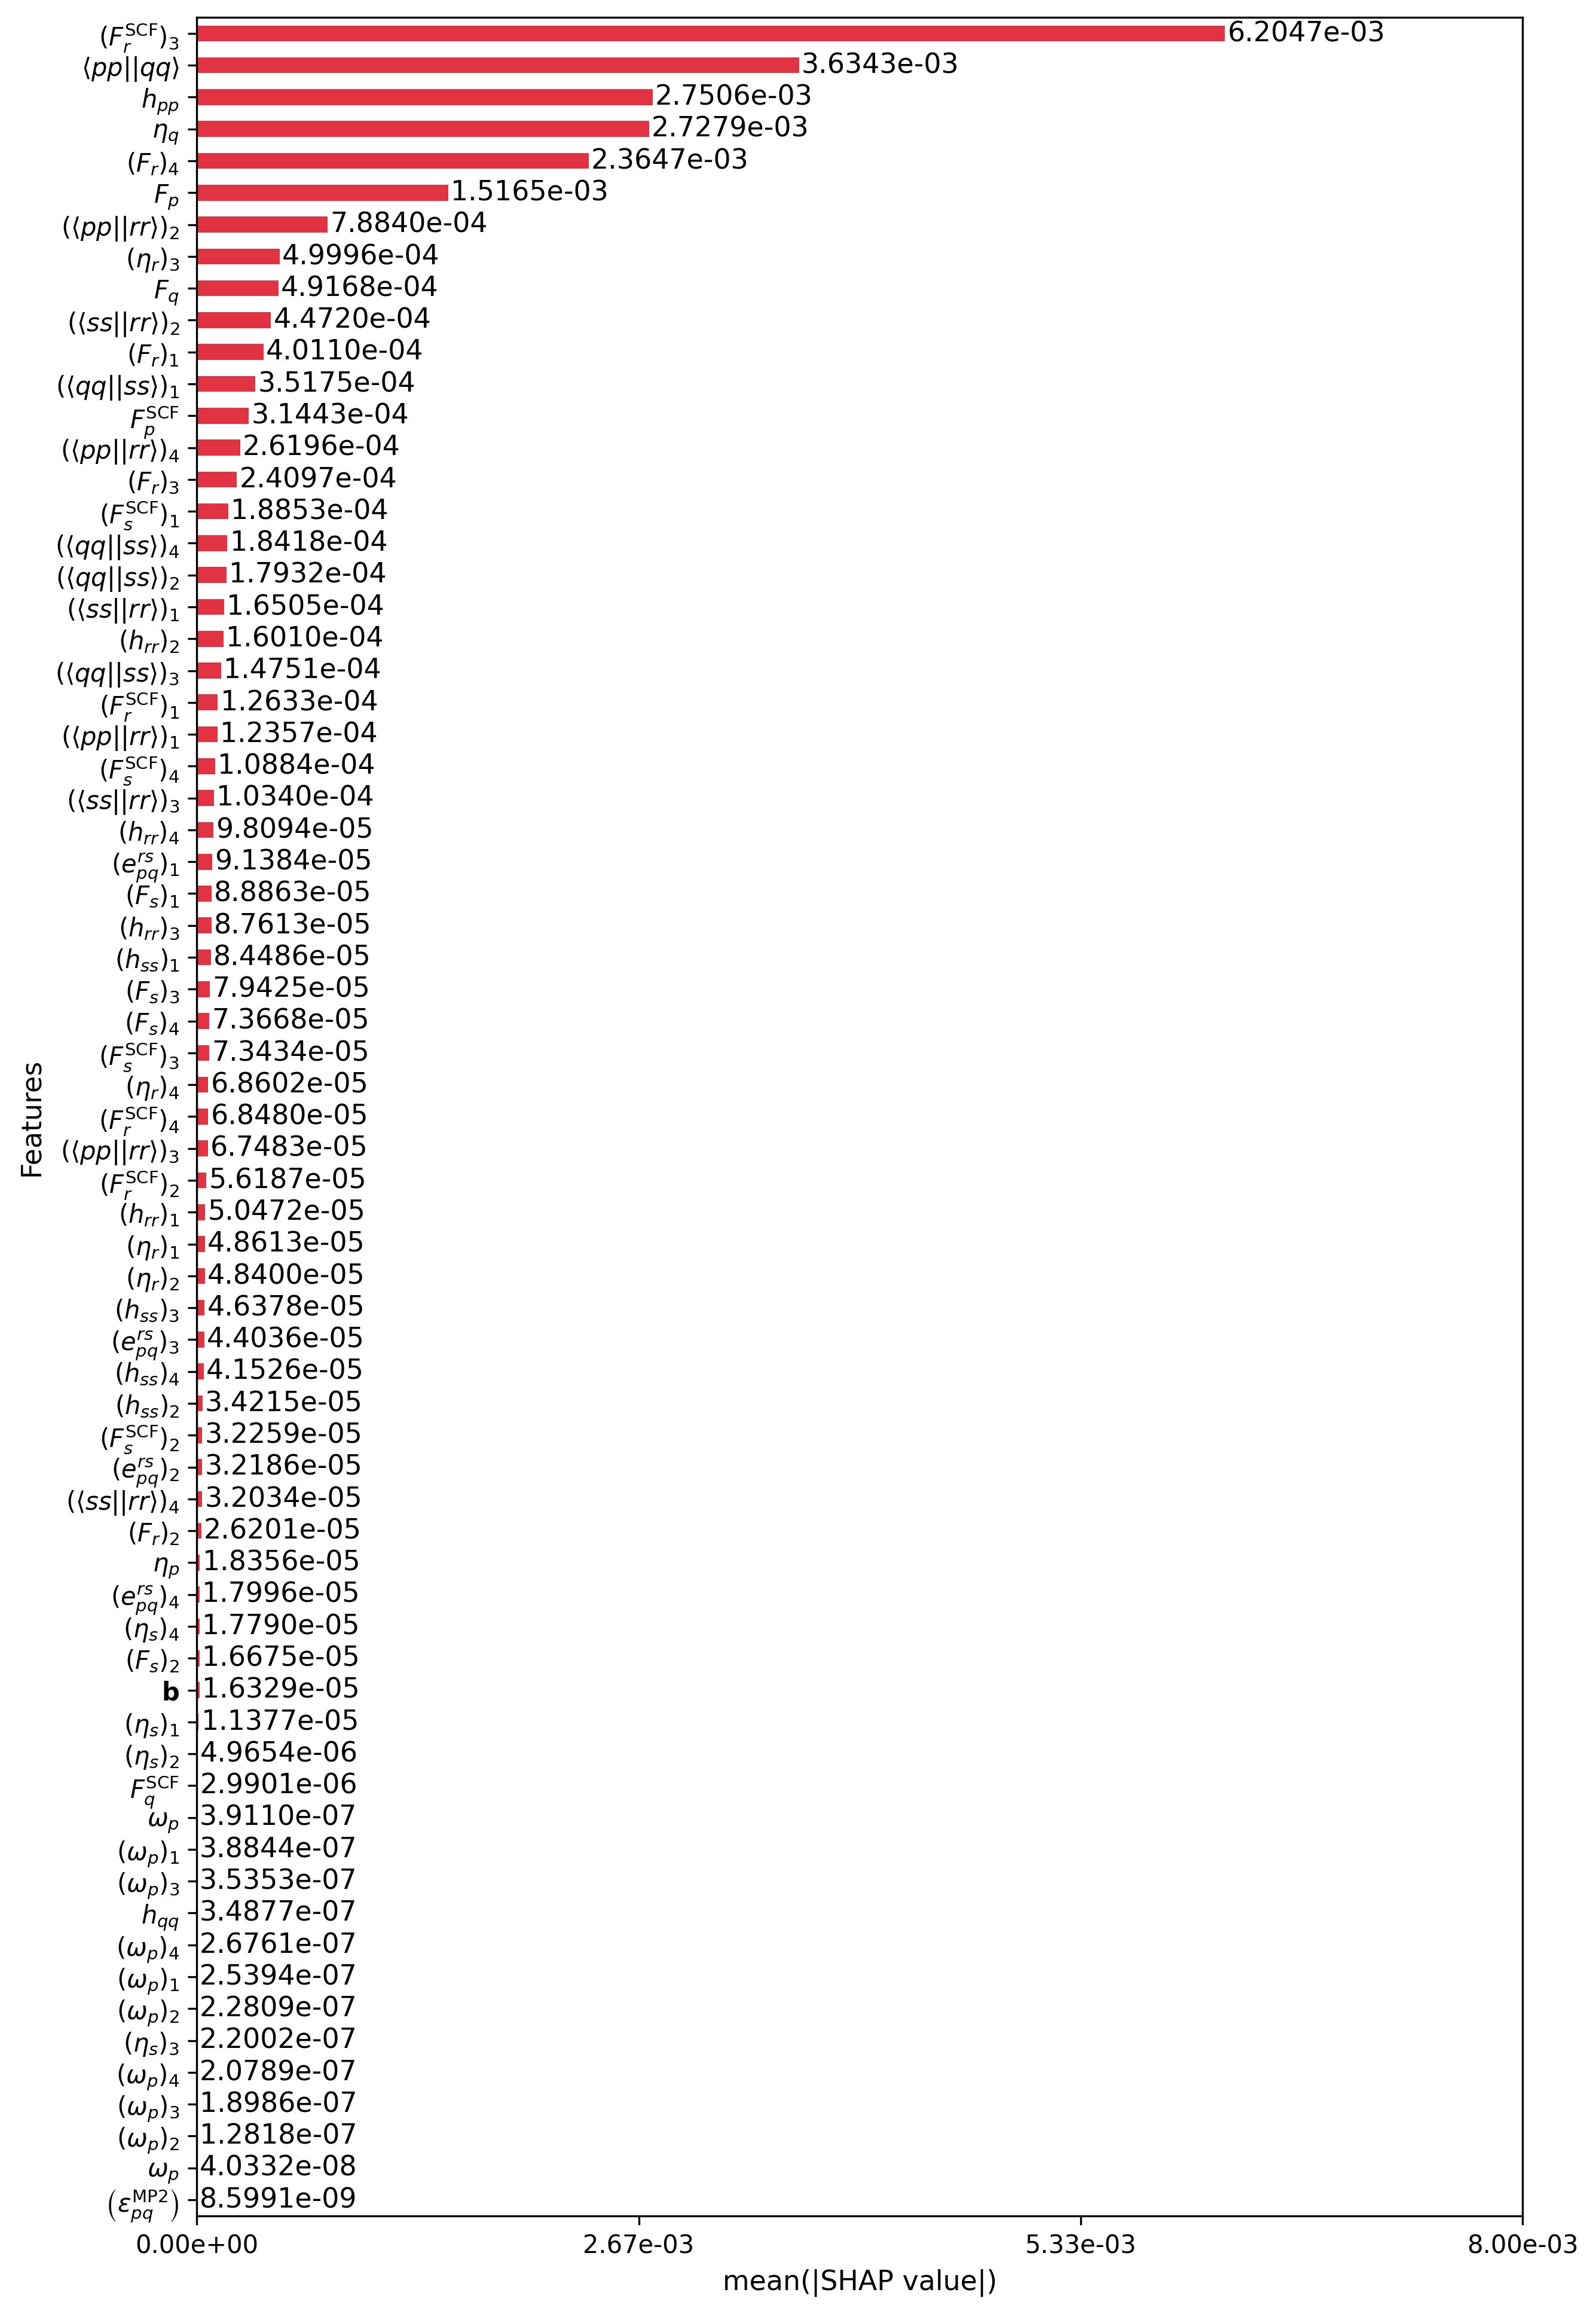 (F_r^SCF)_3 6.2047e-03
⟨pp||qq⟩ 3.6343e-03
h_pp 2.7506e-03
η_q 2.7279e-03
(F_r)_4 2.3647e-03
F_p 1.5165e-03
(⟨pp||rr⟩)_2 7.8840e-04
(η_r)_3 4.9996e-04
F_q 4.9168e-04
(⟨ss||rr⟩)_2 4.4720e-04
(F_r)_1 4.0110e-04
(⟨qq||ss⟩)_1 3.5175e-04
F_p^SCF 3.1443e-04
(⟨pp||rr⟩)_4 2.6196e-04
(F_r)_3 2.4097e-04
(F_s^SCF)_1 1.8853e-04
(⟨qq||ss⟩)_4 1.8418e-04
(⟨qq||ss⟩)_2 1.7932e-04
(⟨ss||rr⟩)_1 1.6505e-04
(h_rr)_2 1.6010e-04
(⟨qq||ss⟩)_3 1.4751e-04
(F_r^SCF)_1 1.2633e-04
(⟨pp||rr⟩)_1 1.2357e-04
(F_s^SCF)_4 1.0884e-04
(⟨ss||rr⟩)_3 1.0340e-04
(h_rr)_4 9.8094e-05
(e_pq^rs)_1 9.1384e-05
(F_s)_1 8.8863e-05
(h_rr)_3 8.7613e-05
(h_ss)_1 8.4486e-05
(F_s)_3 7.9425e-05
(F_s)_4 7.3668e-05
(F_s^SCF)_3 7.3434e-05
(η_r)_4 6.8602e-05
(F_r^SCF)_4 6.8480e-05
(⟨pp||rr⟩)_3 6.7483e-05
(F_r^SCF)_2 5.6187e-05
(h_rr)_1 5.0472e-05
(η_r)_1 4.8613e-05
(η_r)_2 4.8400e-05
(h_ss)_3 4.6378e-05
(e_pq^rs)_3 4.4036e-05
(h_ss)_4 4.1526e-05
(h_ss)_2 3.4215e-05
(F_s^SCF)_2 3.2259e-05
(e_pq^rs)_2 3.2186e-05
(⟨ss||rr⟩)_4 3.2034e-05
(F_r)_2 2.6201e-05
η_p 1.8356e-05
(e_pq^rs)_4 1.7996e-05
(η_s)_4 1.7790e-05
(F_s)_2 1.6675e-05
b 1.6329e-05
(η_s)_1 1.1377e-05
(η_s)_2 4.9654e-06
F_q^SCF 2.9901e-06
ω_p 3.9110e-07
(ω_p)_1 3.8844e-07
(ω_p)_3 3.5353e-07
h_qq 3.4877e-07
(ω_p)_4 2.6761e-07
(ω_p)_1 2.5394e-07
(ω_p)_2 2.2809e-07
(η_s)_3 2.2002e-07
(ω_p)_4 2.0789e-07
(ω_p)_3 1.8986e-07
(ω_p)_2 1.2818e-07
ω_p 4.0332e-08
(ε_pq^MP2) 8.5991e-09
Features
0.00e+00 2.67e-03 5.33e-03 8.00e-03
mean(|SHAP value|)